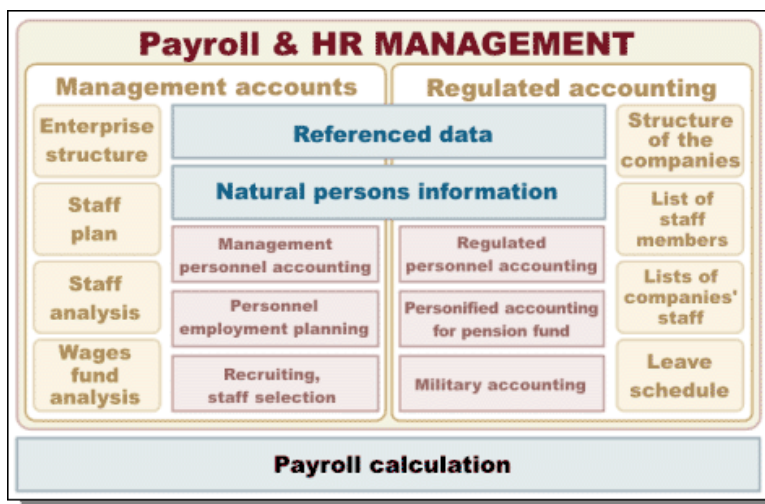 Payroll & HR MANAGEMENT
Management accounts
Regulated accounting
Enterprise
structure
Staff
plan
Staff
analysis
Wages
fund
analysis
Referenced data
Natural persons information
Management
personnel accounting
Personnel
employment planning
Recruiting,
staff selection
Regulated
personnel accounting
Personified accounting
for pension fund
Military accounting
Structure
of the
companies
List of
staff
members
Lists of
companies'
staff
Leave
schedule
Payroll calculation